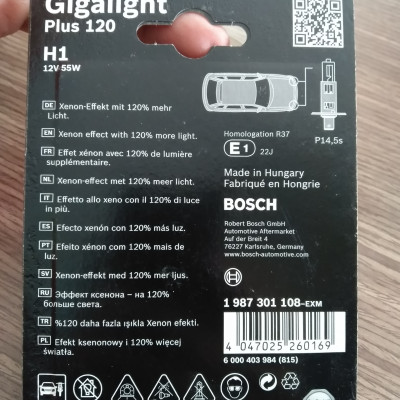 Gigalight
Plus 120
H1
12V 55W
DE Xenon-Effekt mit 120% mehr
Licht.
EN Xenon effect with 120% more light.
FR Effet xénon avec 120% de lumière
supplémentaire.
NL Xenon-effect met 120% meer licht.
IT Effetto allo xeno con il 120% di luce
in più.
ES Efecto xenón con 120% más luz.
PT Efeito xénon com 120% mais de
luz.
SV Xenon-effekt med 120% mer ljus.
RU Эффект ксенона – на 120%
больше света.
TR %120 daha fazla ışıkla Xenon efekti.
PL Efekt ksenonowy i 120% więcej
światła.
P14,5s
Homologation R37
E1 22J
Made in Hungary
Fabriqué en Hongrie
BOSCH
Robert Bosch GmbH
Automotive Aftermarket
Auf der Breit 4
76227 Karlsruhe, Germany
www.bosch-automotive.com
1 987 301 108-EXM
4 047025 260169
6 000 403 984 (815)